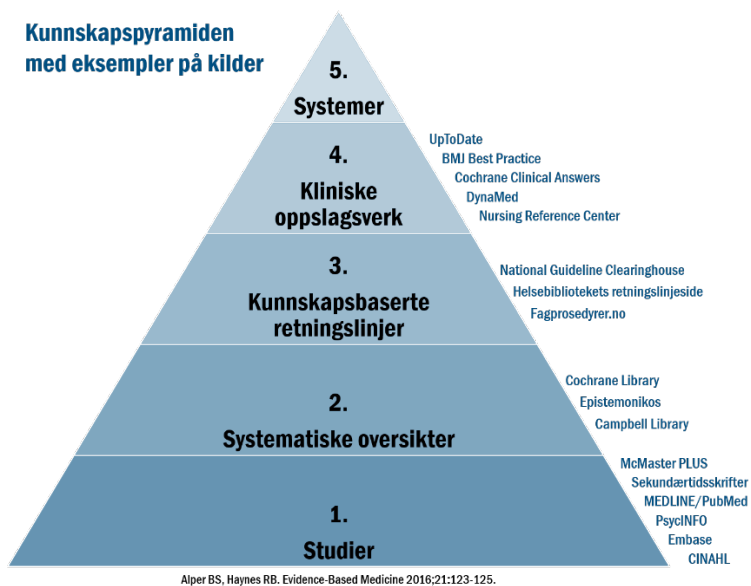 Kunnskapspyramiden
med eksempler på kilder
5.
Systemer
4.
Kliniske
oppslagsverk
UpToDate
BMJ Best Practice
Cochrane Clinical Answers
DynaMed
Nursing Reference Center
3.
Kunnskapsbaserte
retningslinjer
National Guideline Clearinghouse
Helsebibliotekets retningslinjeside
Fagprosedyrer.no
2.
Systematiske oversikter
Cochrane Library
Epistemonikos
Campbell Library
1.
Studier
McMaster PLUS
Sekundærtidsskrifter
MEDLINE/PubMed
PsycINFO
Embase
CINAHL
Alper BS, Haynes RB. Evidence-Based Medicine 2016;21:123-125.